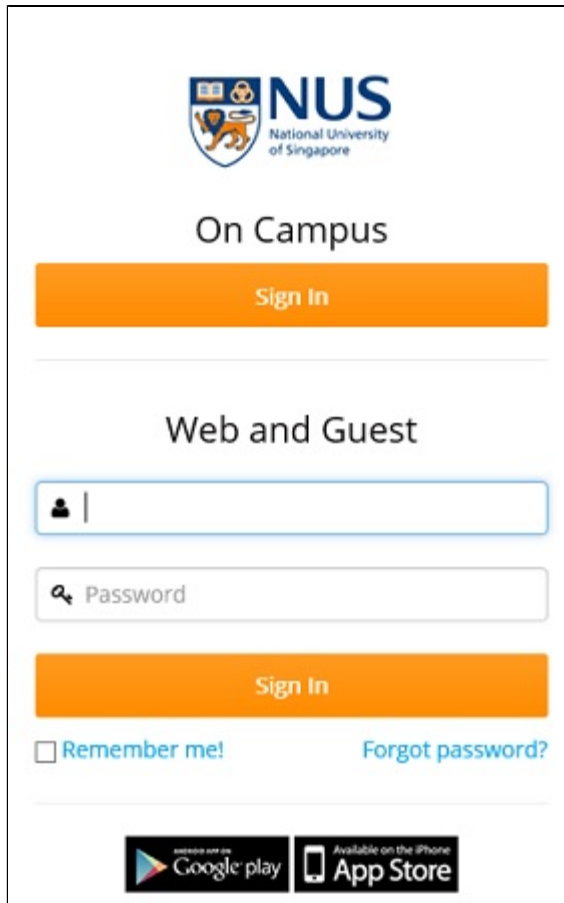 NUS
National University
of Singapore
On Campus
Sign In
Web and Guest
Password
Sign In
Remember me!
Forgot password?
ANDROID APP ON
Google play
Available on the iPhone
App Store